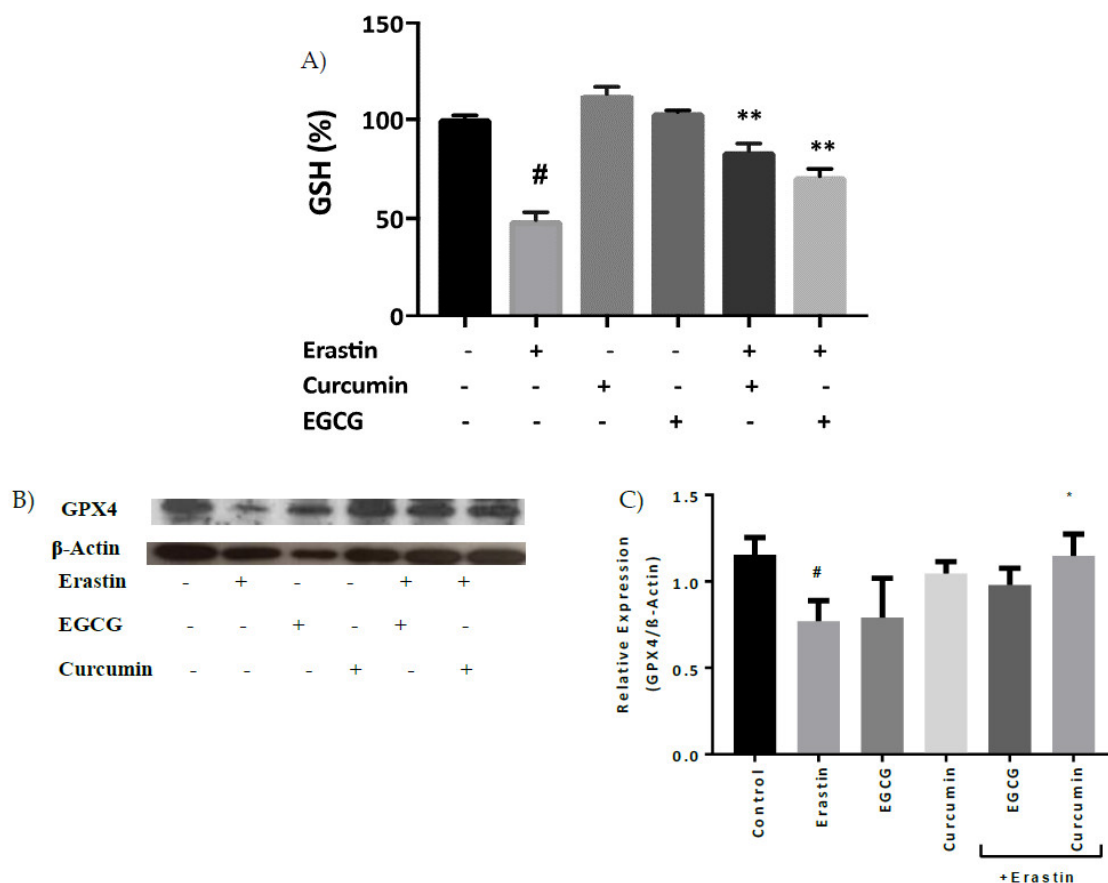 A)
GSH (%)
150
100
50
0
#
**
**
Erastin - + - - + +
Curcumin - - + - + -
EGCG - - - + - +
B)
GPX4
β-Actin
Erastin - + - - + +
EGCG - - + - + -
Curcumin - - - + - +
C)
Relative Expression
(GPX4/ß-Actin)
1.5
1.0
0.5
0.0
#
*
Control
Erastin
EGCG
Curcumin
EGCG
Curcumin
+Erastin